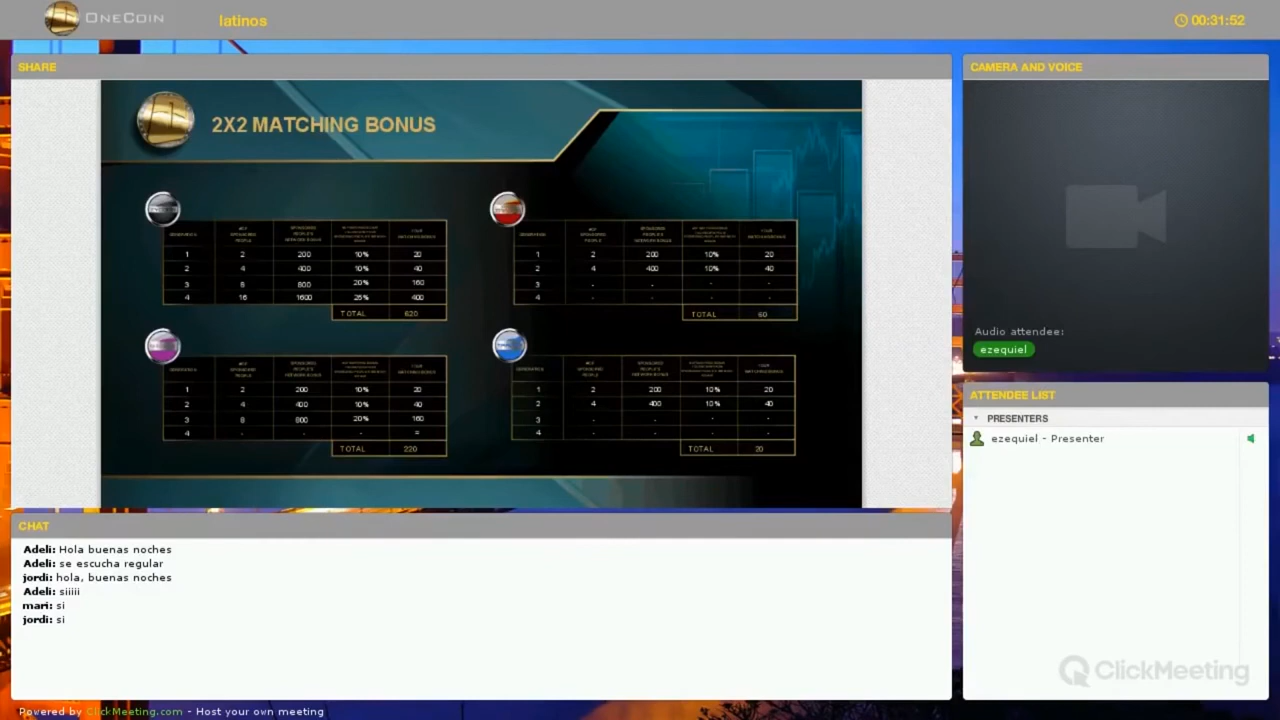 ONECOIN
latinos
00:31:52
SHARE
CAMERA AND VOICE
2X2 MATCHING BONUS
1 2 200 10% 20
2 4 400 10% 40
3 8 800 20% 160
4 16 1600 25% 400
TOTAL 620
1 2 200 10% 20
2 4 400 10% 40
3 - - - -
4 - - - -
TOTAL 60
1 2 200 10% 20
2 4 400 10% 40
3 8 800 20% 160
4 - - - =
TOTAL 220
1 2 200 10% 20
2 4 400 10% 40
3 - - - -
4 - - - -
TOTAL 20
Audio attendee:
ezequiel
ATTENDEE LIST
PRESENTERS
ezequiel - Presenter
CHAT
Adeli: Hola buenas noches
Adeli: se escucha regular
jordi: hola, buenas noches
Adeli: siiiii
mari: si
jordi: si
ClickMeeting
Powered by ClickMeeting.com - Host your own meeting